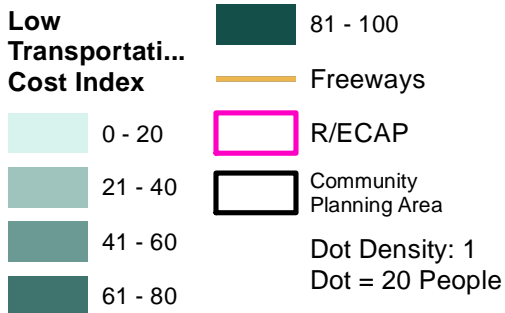 Low
Transportati...
Cost Index
0 - 20
21 - 40
41 - 60
61 - 80
81 - 100
Freeways
R/ECAP
Community
Planning Area
Dot Density: 1
Dot = 20 People